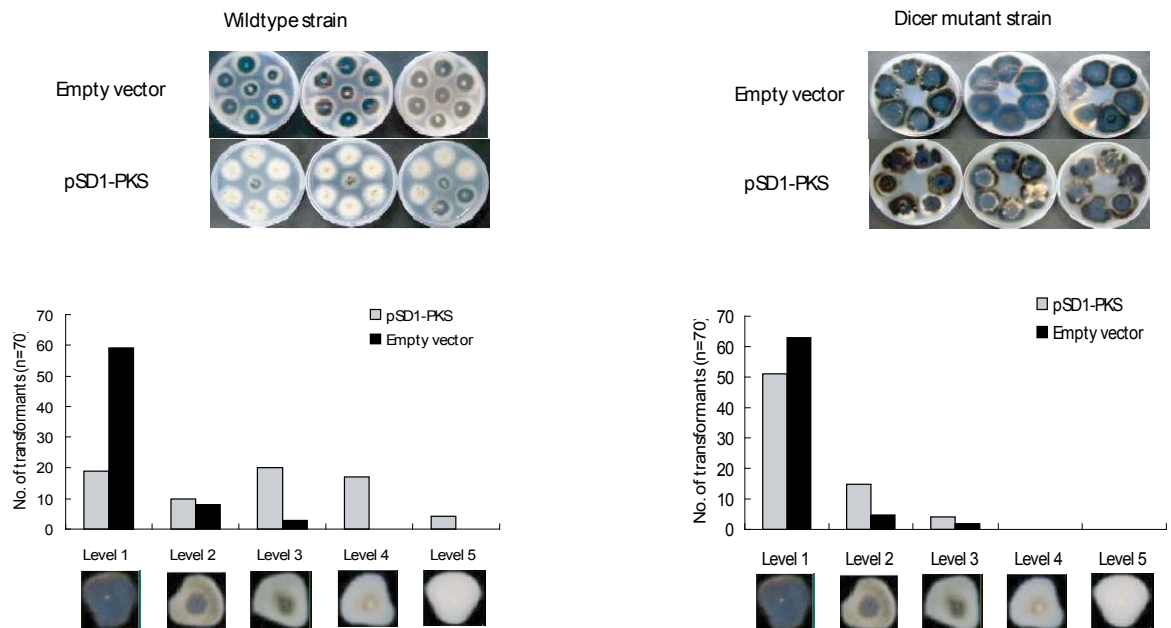 Wildtype strain
Dicer mutant strain
Empty vector
pSD1-PKS
Empty vector
pSD1-PKS
No. of transformants (n=70)
70
60
50
40
30
20
10
0
pSD1-PKS
Empty vector
Level 1 Level 2 Level 3 Level 4 Level 5
No. of transformants (n=70)
70
60
50
40
30
20
10
0
pSD1-PKS
Empty vector
Level 1 Level 2 Level 3 Level 4 Level 5